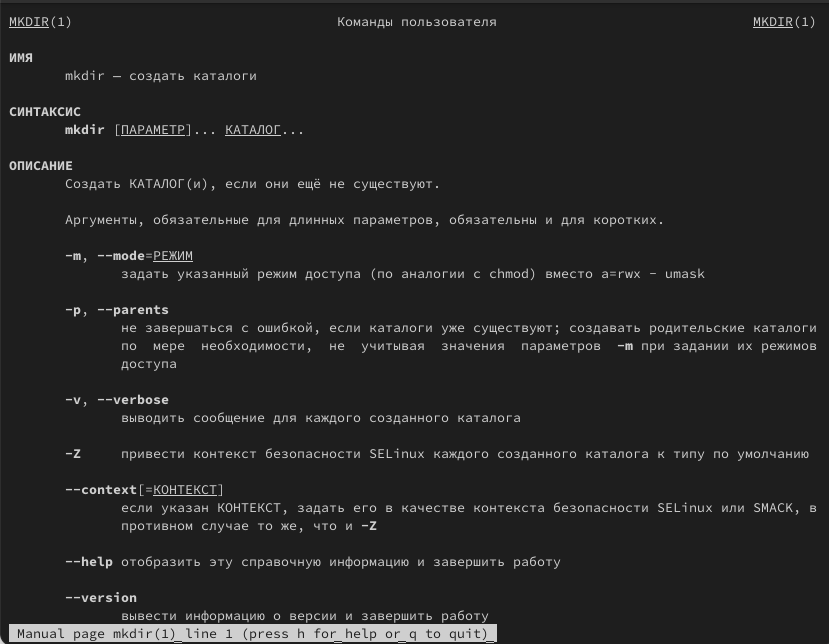 MKDIR(1) Команды пользователя MKDIR(1)
ИМЯ
mkdir — создать каталоги
СИНТАКСИС
mkdir [ПАРАМЕТР]... КАТАЛОГ...
ОПИСАНИЕ
Создать КАТАЛОГ(и), если они ещё не существуют.
Аргументы, обязательные для длинных параметров, обязательны и для коротких.
-m, --mode=РЕЖИМ
задать указанный режим доступа (по аналогии с chmod) вместо a=rwx - umask
-p, --parents
не завершаться с ошибкой, если каталоги уже существуют; создавать родительские каталоги
по мере необходимости, не учитывая значения параметров -m при задании их режимов
доступа
-v, --verbose
выводить сообщение для каждого созданного каталога
-Z привести контекст безопасности SELinux каждого созданного каталога к типу по умолчанию
--context[=КОНТЕКСТ]
если указан КОНТЕКСТ, задать его в качестве контекста безопасности SELinux или SMACK, в
противном случае то же, что и -Z
--help отобразить эту справочную информацию и завершить работу
--version
вывести информацию о версии и завершить работу
Manual page mkdir(1) line 1 (press h for help or q to quit)